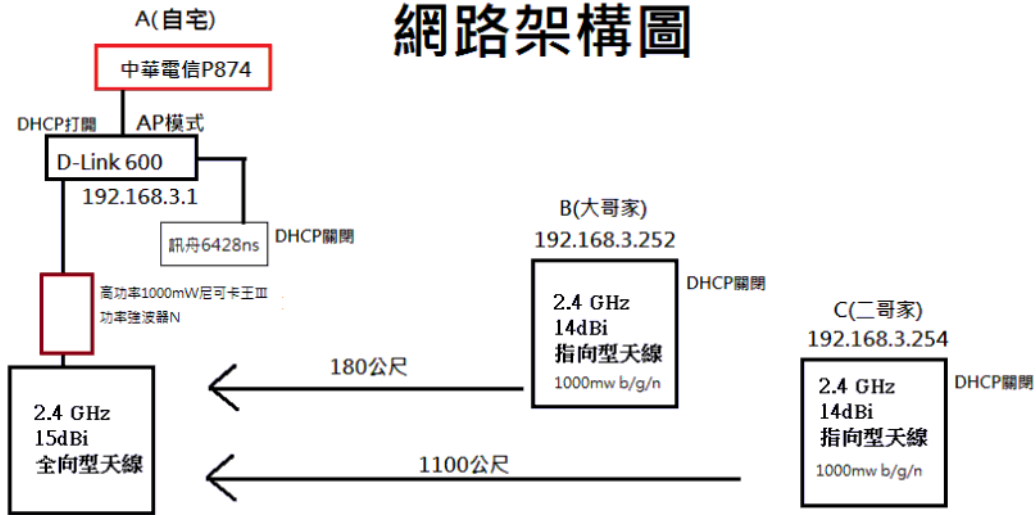 網路架構圖
A(自宅)
中華電信P874
DHCP打開
AP模式
D-Link 600
192.168.3.1
訊舟6428ns
DHCP關閉
高功率1000mW尼可卡王III
功率強波器N
2.4 GHz
15dBi
全向型天線
B(大哥家)
192.168.3.252
DHCP關閉
2.4 GHz
14dBi
指向型天線
1000mw b/g/n
180公尺
C(二哥家)
192.168.3.254
DHCP關閉
2.4 GHz
14dBi
指向型天線
1000mw b/g/n
1100公尺